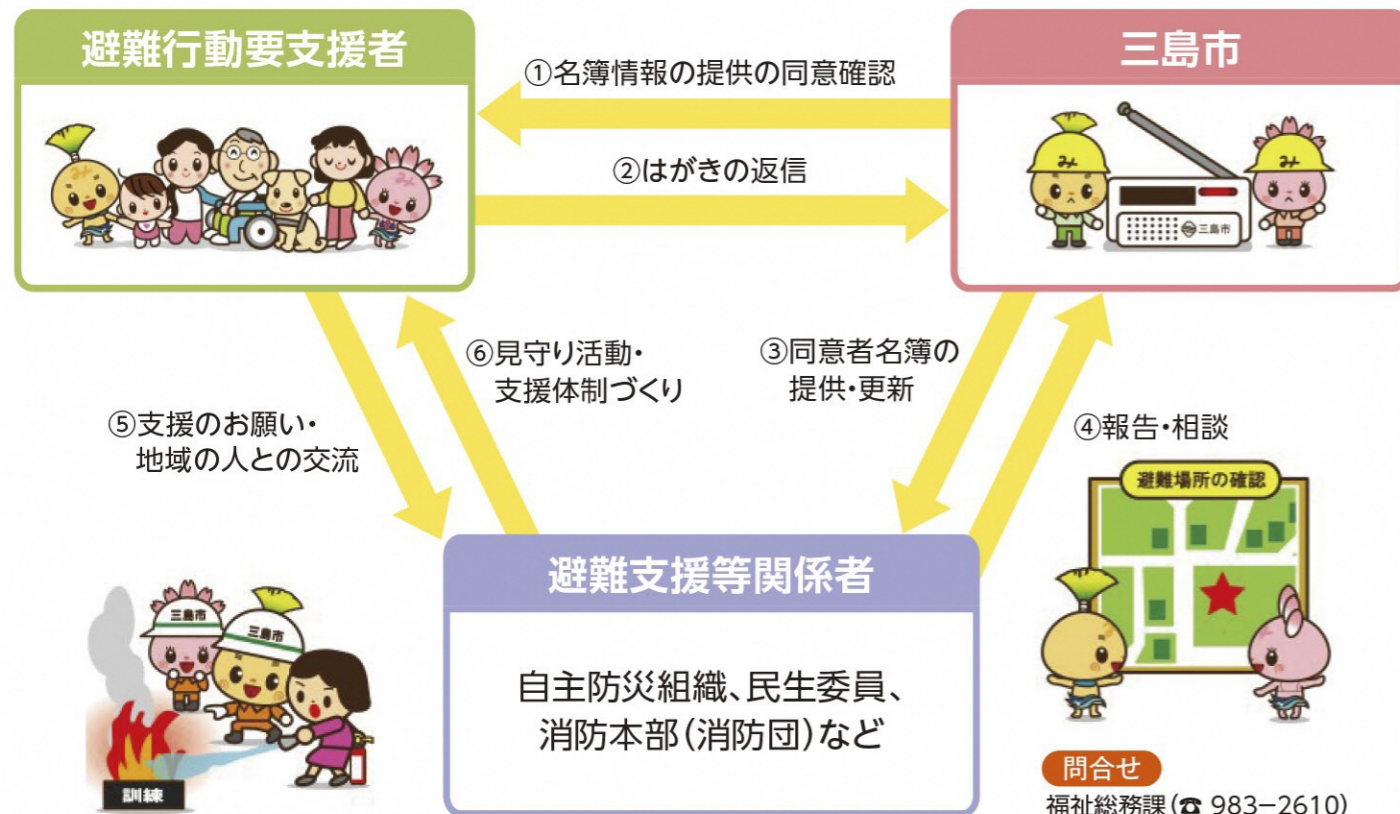 避難行動要支援者
三島市
①名簿情報の提供の同意確認
②はがきの返信
み
み
三島市
⑥見守り活動・
支援体制づくり
③同意者名簿の
提供・更新
⑤支援のお願い・
地域の人との交流
④報告・相談
避難場所の確認
避難支援等関係者
自主防災組織、民生委員、
消防本部(消防団)など
三島市
三島市
訓練
問合せ
福祉総務課(☎ 983−2610)